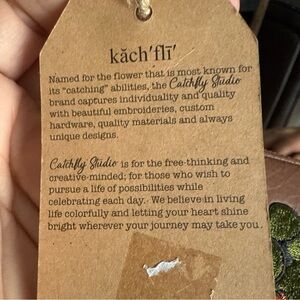 kăch′flī′
Named for the flower that is most known for
its "catching" abilities, the Catchfly Studio
brand captures individuality and quality
with beautiful embroideries, custom
hardware, quality materials and always
unique designs.
Catchfly Studio is for the free-thinking and
creative-minded; for those who wish to
pursue a life of possibilities while
celebrating each day. We believe in living
life colorfully and letting your heart shine
bright wherever your journey may take you.